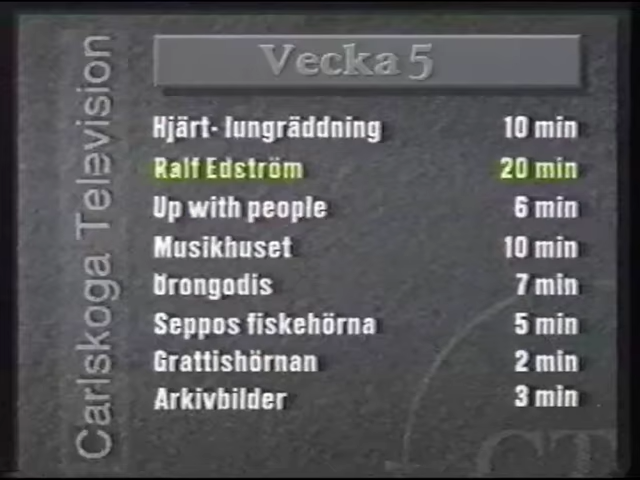 Carlskoga Television
Vecka 5
Hjärt- lungräddning 10 min
Ralf Edström 20 min
Up with people 6 min
Musikhuset 10 min
Örongodis 7 min
Seppos fiskehörna 5 min
Grattishörnan 2 min
Arkivbilder 3 min
CT